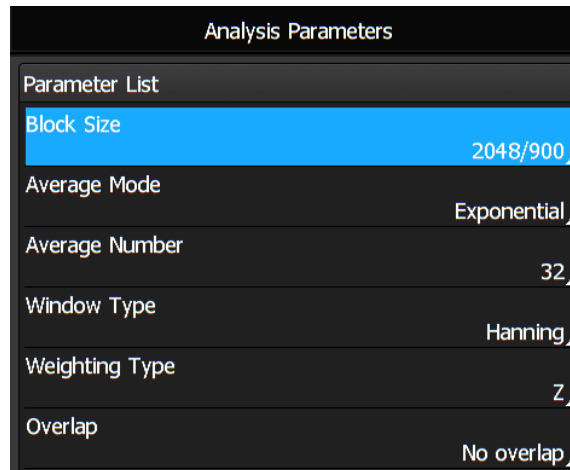 Analysis Parameters
Parameter List
Block Size
2048/900
Average Mode
Exponential
Average Number
32
Window Type
Hanning
Weighting Type
Z
Overlap
No overlap